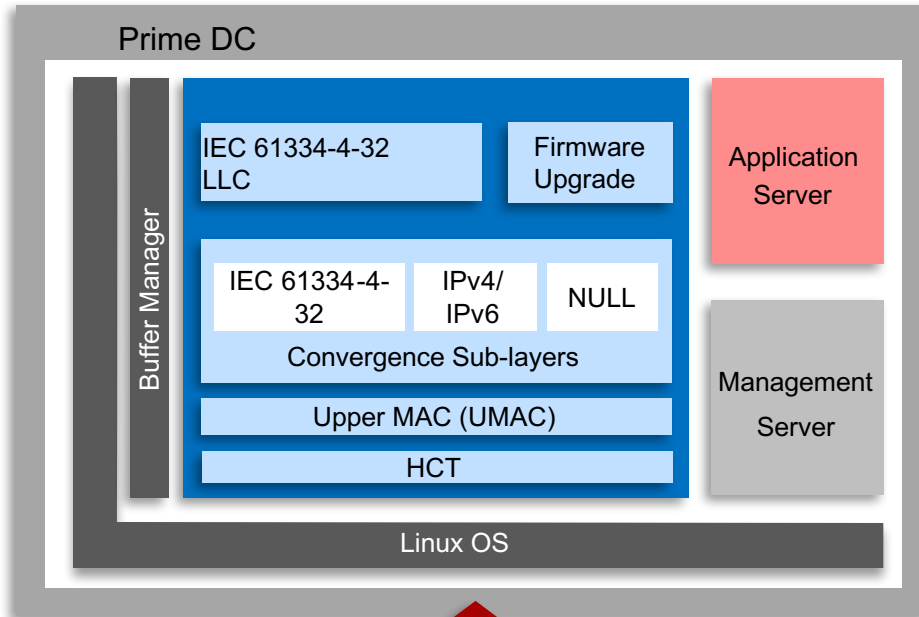 Prime DC
Buffer Manager
IEC 61334-4-32
LLC
Firmware
Upgrade
IEC 61334-4-
32
IPv4/
IPv6
NULL
Convergence Sub-layers
Upper MAC (UMAC)
HCT
Application
Server
Management
Server
Linux OS